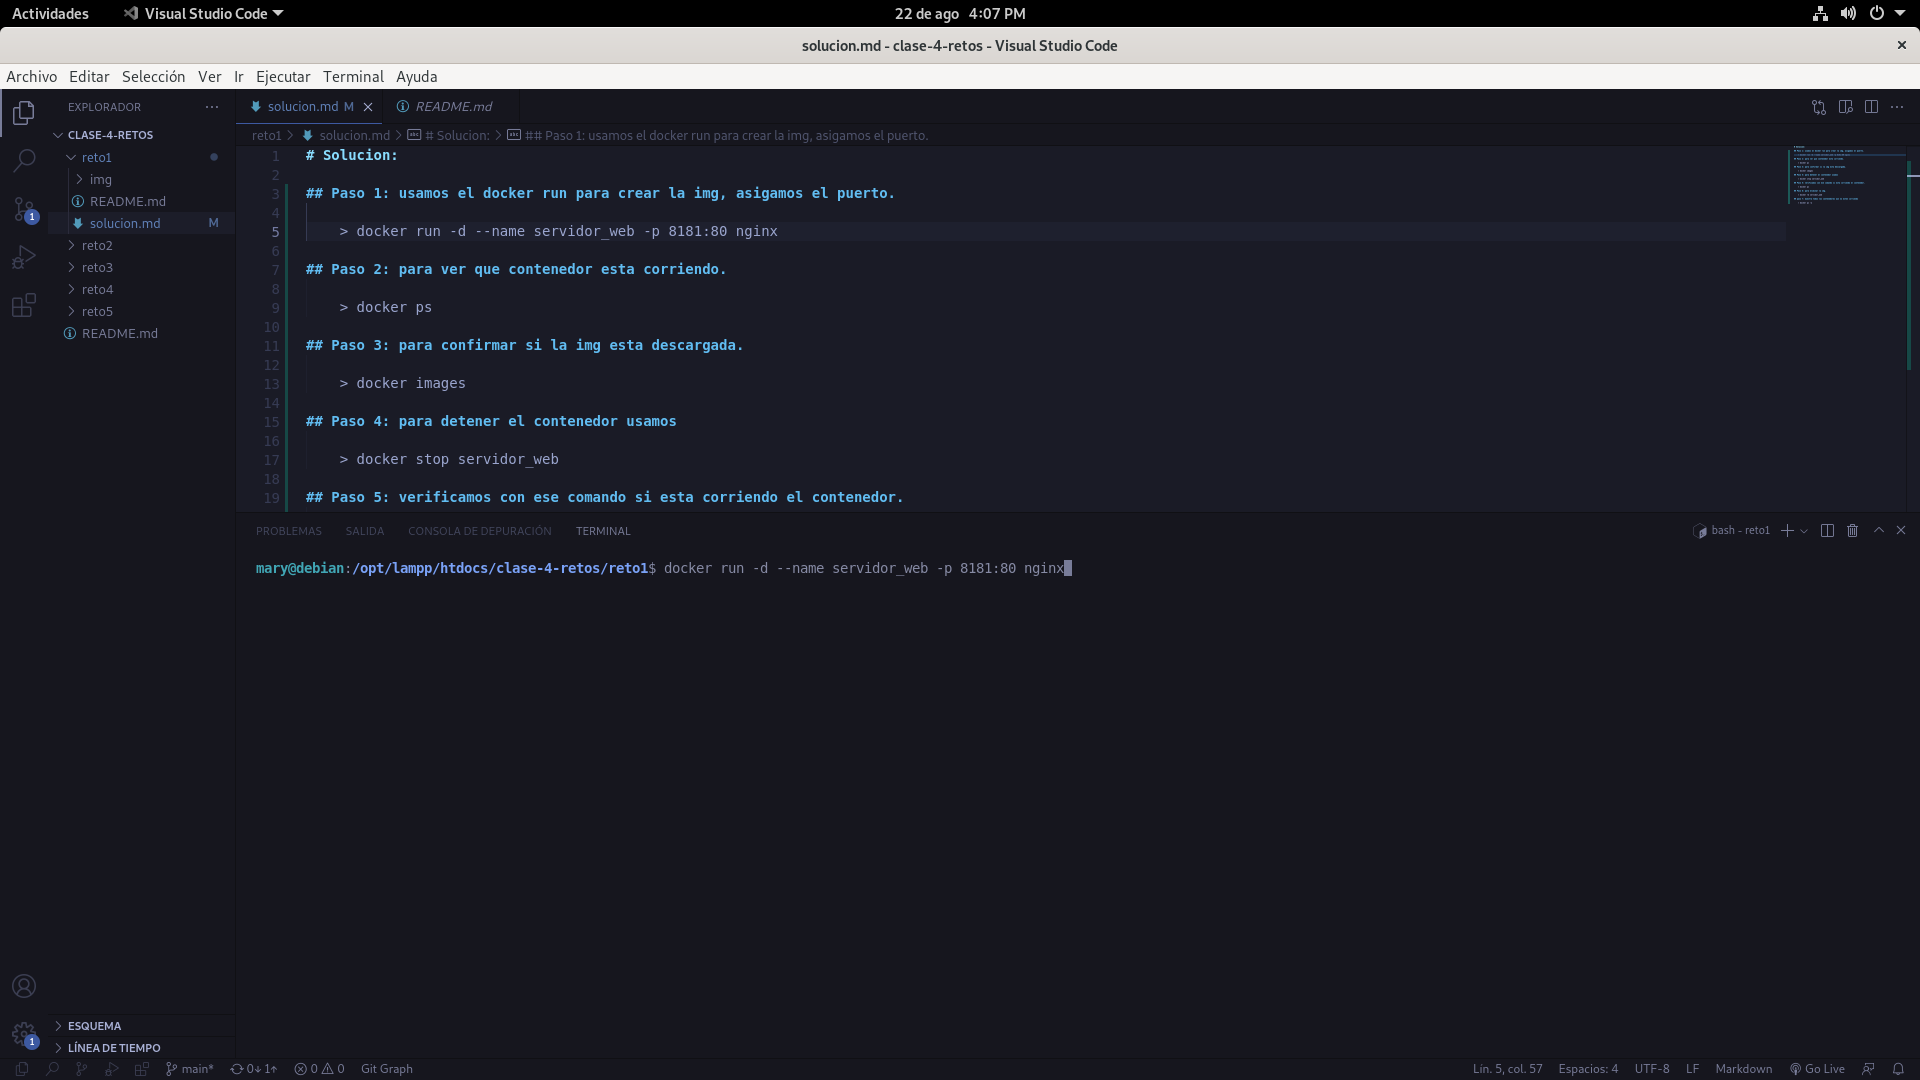 Actividades Visual Studio Code 22 de ago 4:07 PM
solucion.md - clase-4-retos - Visual Studio Code
Archivo Editar Selección Ver Ir Ejecutar Terminal Ayuda
EXPLORADOR
CLASE-4-RETOS
reto1
img
README.md
solucion.md M
reto2
reto3
reto4
reto5
README.md
ESQUEMA
LÍNEA DE TIEMPO
1
1
solucion.md M README.md
reto1 > solucion.md > # Solucion: > ## Paso 1: usamos el docker run para crear la img, asigamos el puerto.
1 # Solucion:
2
3 ## Paso 1: usamos el docker run para crear la img, asigamos el puerto.
4
5 > docker run -d --name servidor_web -p 8181:80 nginx
6
7 ## Paso 2: para ver que contenedor esta corriendo.
8
9 > docker ps
10
11 ## Paso 3: para confirmar si la img esta descargada.
12
13 > docker images
14
15 ## Paso 4: para detener el contenedor usamos
16
17 > docker stop servidor_web
18
19 ## Paso 5: verificamos con ese comando si esta corriendo el contenedor.
PROBLEMAS SALIDA CONSOLA DE DEPURACIÓN TERMINAL bash - reto1
mary@debian:/opt/lampp/htdocs/clase-4-retos/reto1$ docker run -d --name servidor_web -p 8181:80 nginx
main* 0↓ 1↑ 0 0 Git Graph Lín. 5, col. 57 Espacios: 4 UTF-8 LF Markdown Go Live